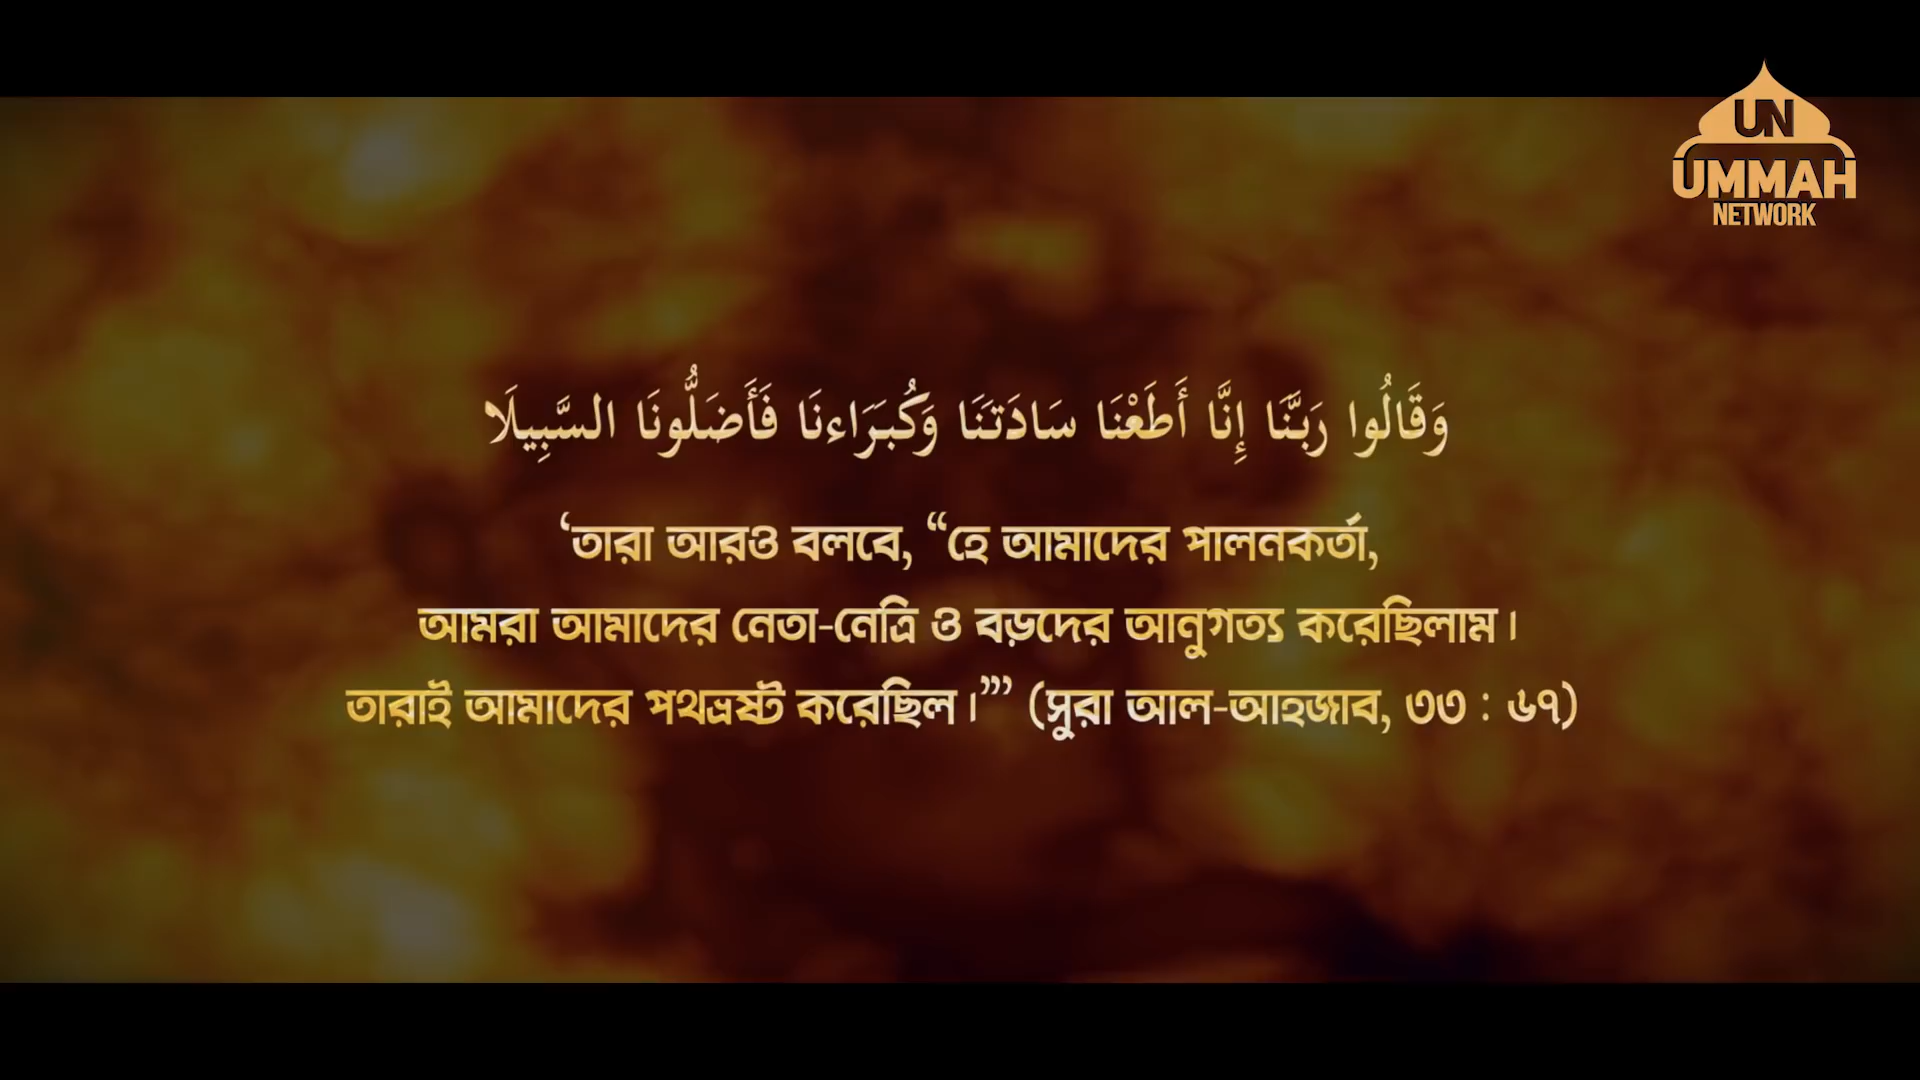 UN
UMMAH
NETWORK
وَقَالُوا رَبَّنَا إِنَّا أَطَعْنَا سَادَتَنَا وَكُبَرَاءنَا فَأَضَلُّونَا السَّبِيلَا
‘তারা আরও বলবে, “হে আমাদের পালনকর্তা,
আমরা আমাদের নেতা-নেত্রি ও বড়দের আনুগত্য করেছিলাম।
তারাই আমাদের পথভ্রষ্ট করেছিল।”’ (সুরা আল-আহজাব, ৩৩ : ৬৭)